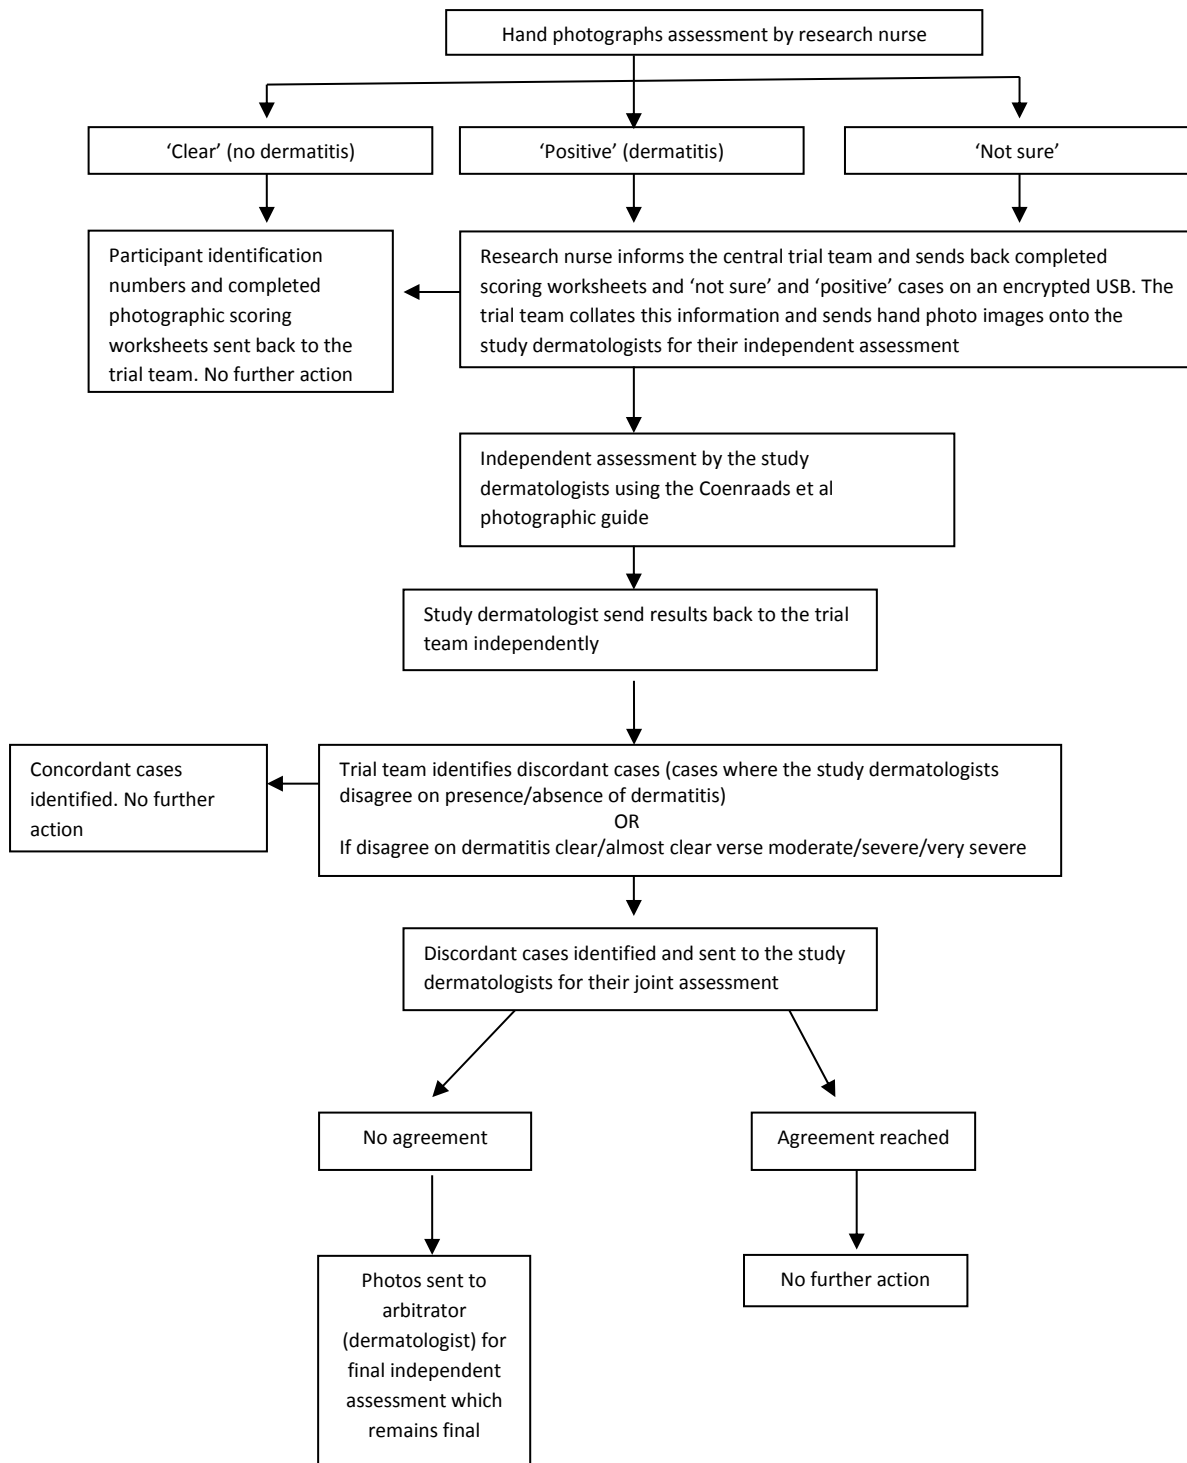 Hand photographs assessment by research nurse
‘Clear’ (no dermatitis)
‘Positive’ (dermatitis)
‘Not sure’
Participant identification
numbers and completed
photographic scoring
worksheets sent back to the
trial team. No further action
Research nurse informs the central trial team and sends back completed
scoring worksheets and ‘not sure’ and ‘positive’ cases on an encrypted USB. The
trial team collates this information and sends hand photo images onto the
study dermatologists for their independent assessment
Independent assessment by the study
dermatologists using the Coenraads et al
photographic guide
Study dermatologist send results back to the trial
team independently
Concordant cases
identified. No further
action
Trial team identifies discordant cases (cases where the study dermatologists
disagree on presence/absence of dermatitis)
OR
If disagree on dermatitis clear/almost clear verse moderate/severe/very severe
Discordant cases identified and sent to the study
dermatologists for their joint assessment
No agreement
Agreement reached
Photos sent to
arbitrator
(dermatologist) for
final independent
assessment which
remains final
No further action